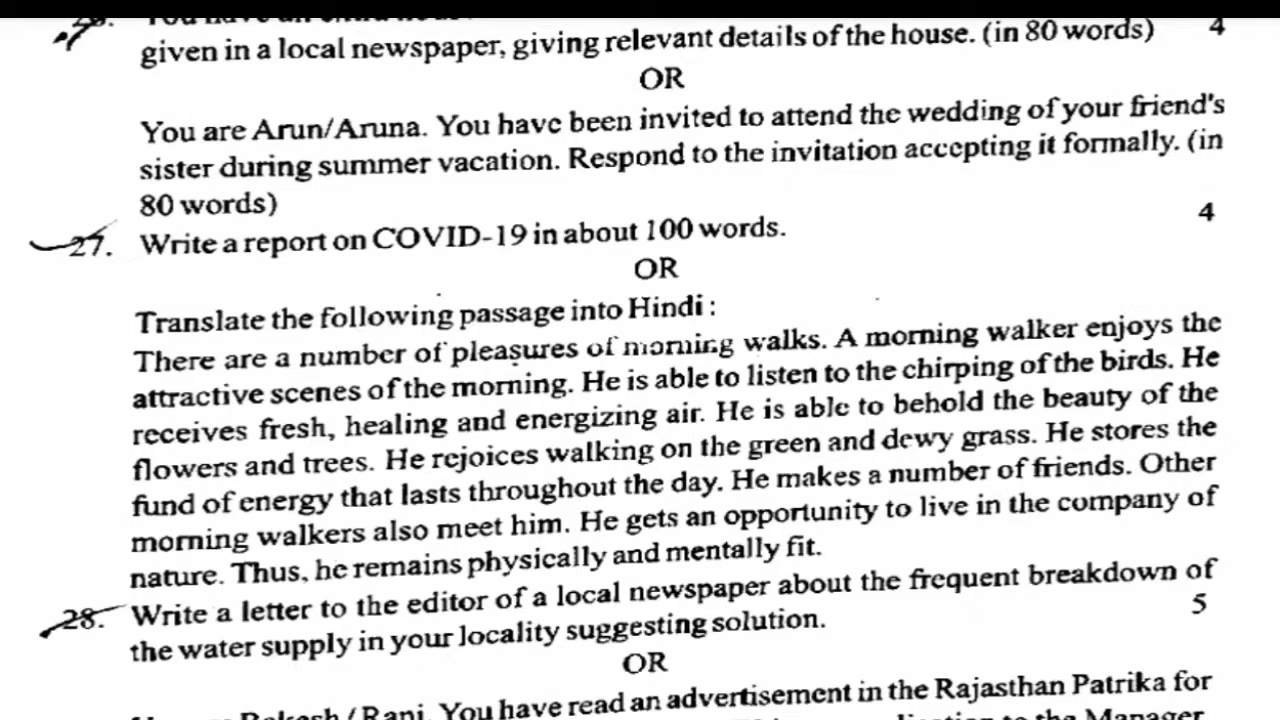 given in a local newspaper, giving relevant details of the house. (in 80 words) 4
OR
You are Arun/Aruna. You have been invited to attend the wedding of your friend's
sister during summer vacation. Respond to the invitation accepting it formally. (in
80 words)
27. Write a report on COVID-19 in about 100 words. 4
OR
Translate the following passage into Hindi :
There are a number of pleasures of morning walks. A morning walker enjoys the
attractive scenes of the morning. He is able to listen to the chirping of the birds. He
receives fresh, healing and energizing air. He is able to behold the beauty of the
flowers and trees. He rejoices walking on the green and dewy grass. He stores the
fund of energy that lasts throughout the day. He makes a number of friends. Other
morning walkers also meet him. He gets an opportunity to live in the company of
nature. Thus, he remains physically and mentally fit.
28. Write a letter to the editor of a local newspaper about the frequent breakdown of
the water supply in your locality suggesting solution. 5
OR
Rakesh / Rani. You have read an advertisement in the Rajasthan Patrika for
to the Manager